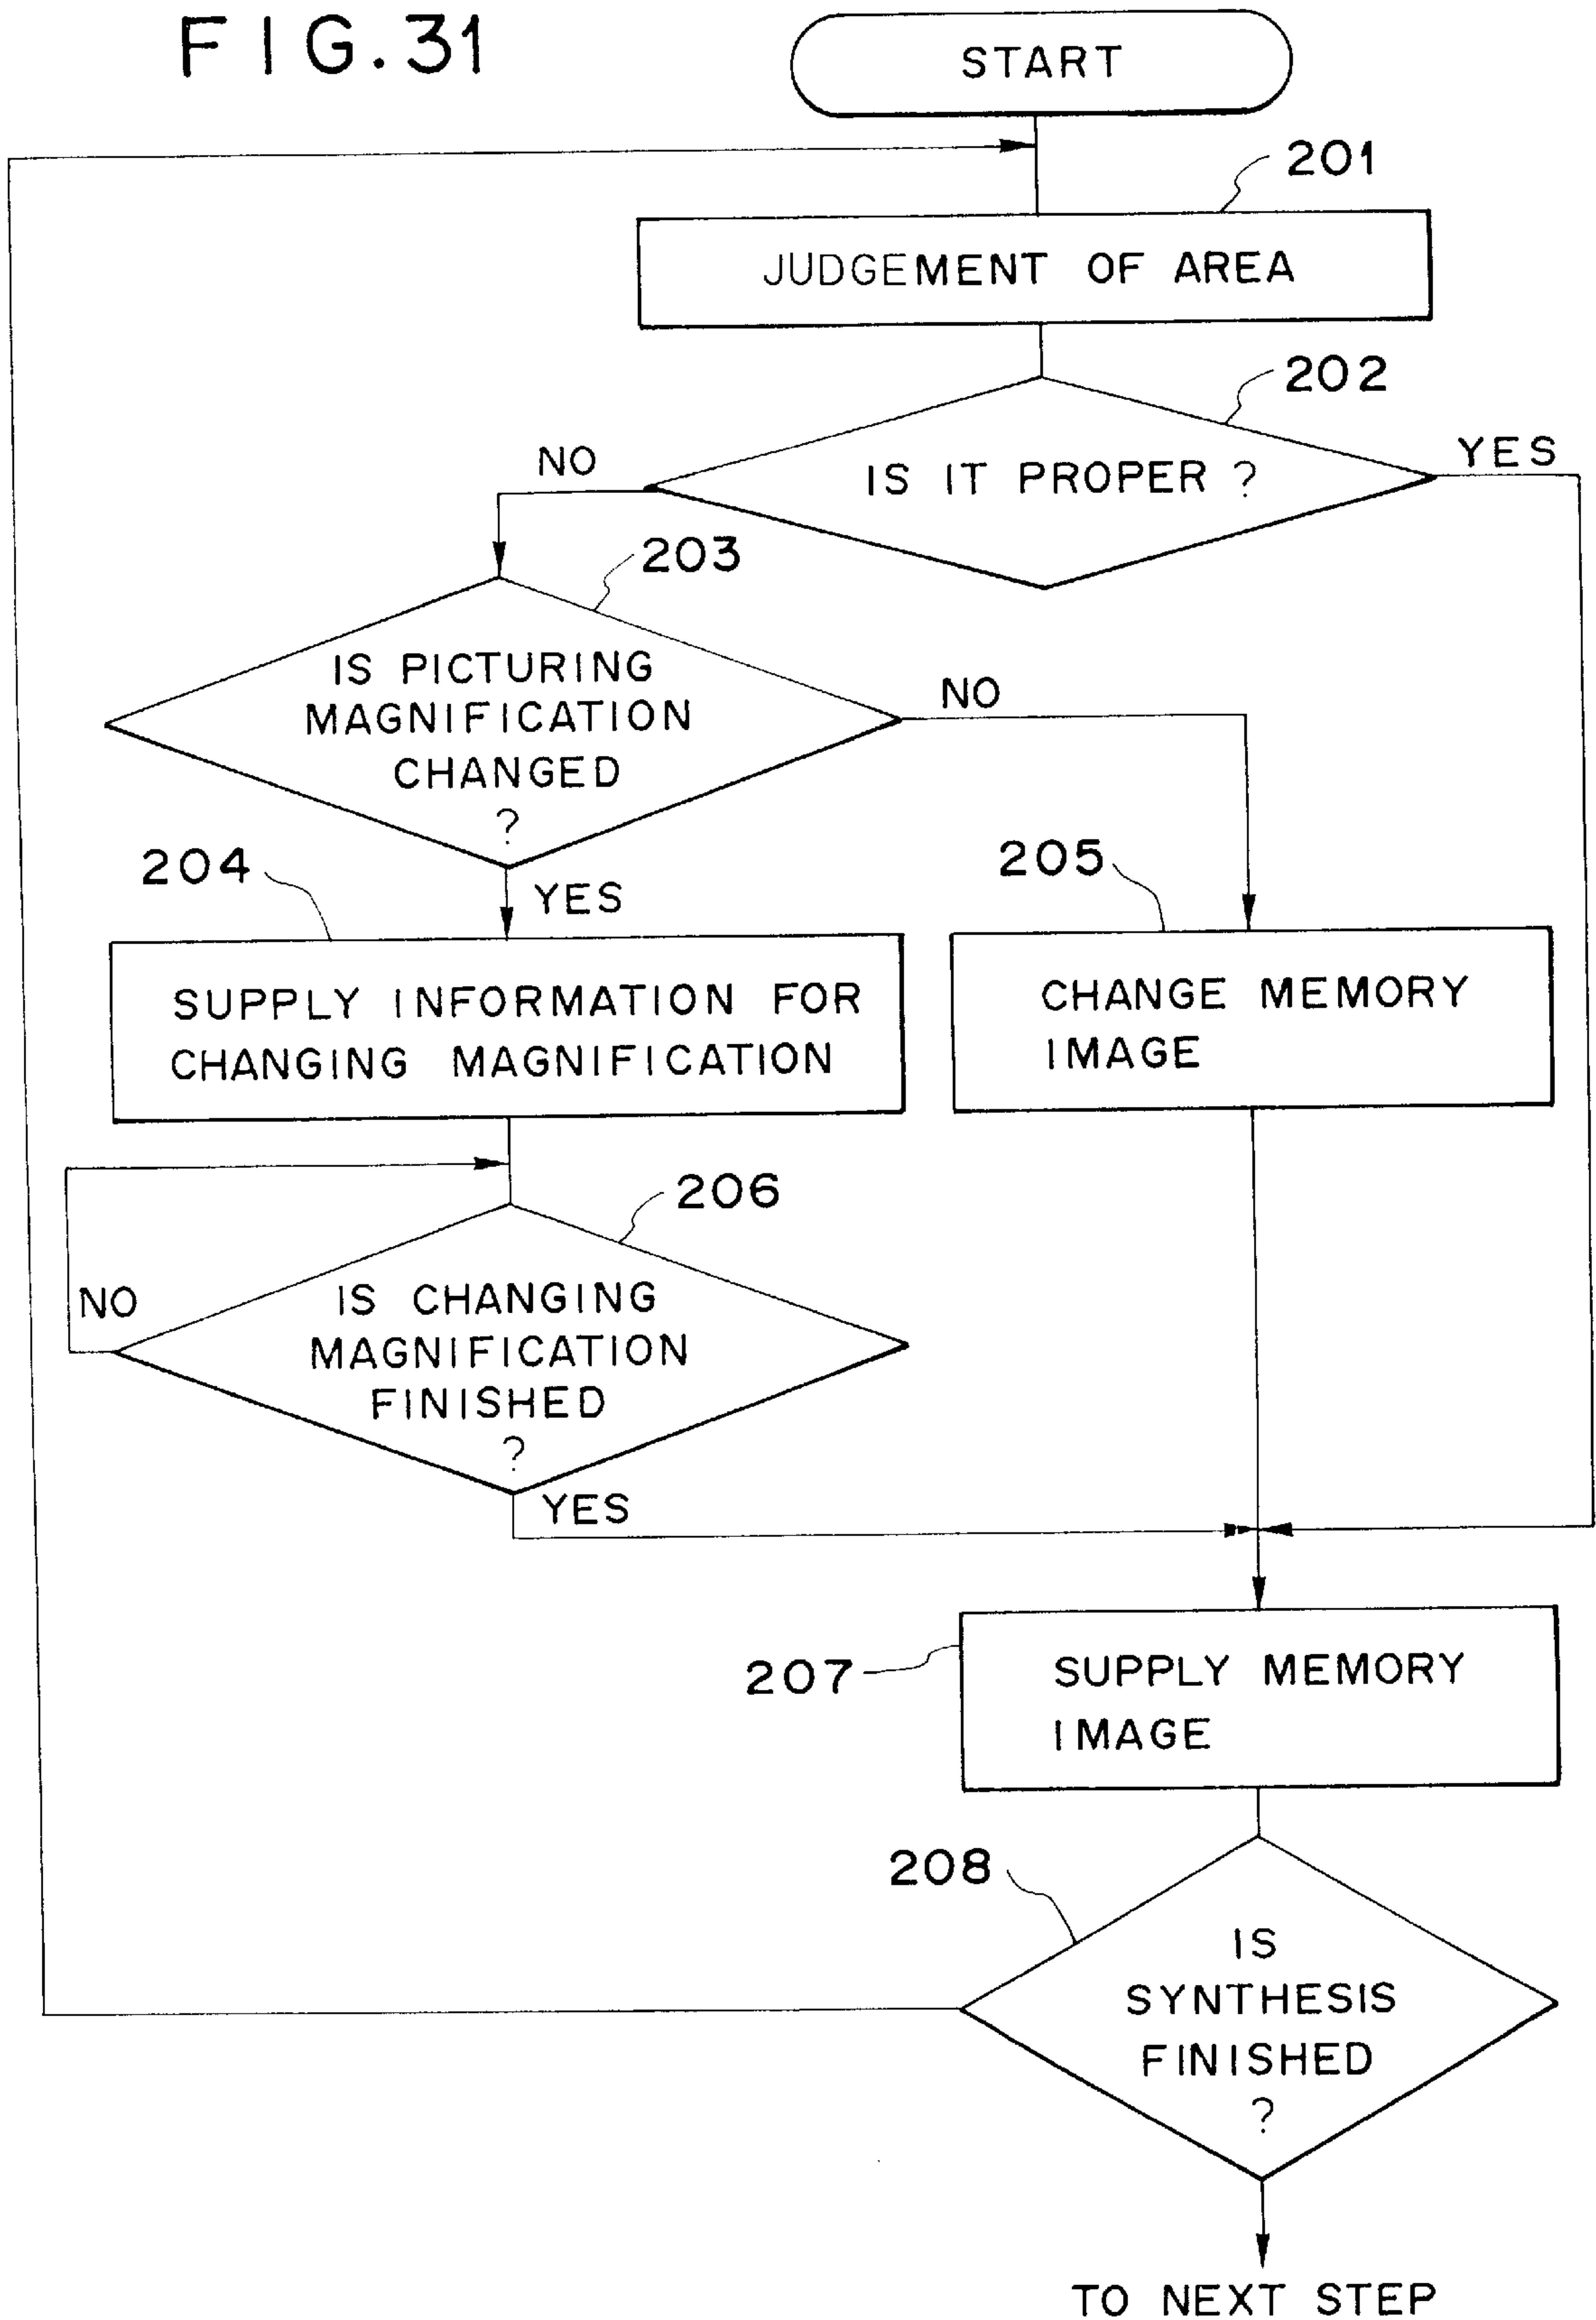 FIG.31
START
201
JUDGEMENT OF AREA
202
NO
IS IT PROPER ?
YES
203
IS PICTURING
MAGNIFICATION
CHANGED
?
NO
204
YES
205
SUPPLY INFORMATION FOR
CHANGING MAGNIFICATION
CHANGE MEMORY
IMAGE
206
NO
IS CHANGING
MAGNIFICATION
FINISHED
?
YES
207
SUPPLY MEMORY
IMAGE
208
IS
SYNTHESIS
FINISHED
?
TO NEXT STEP